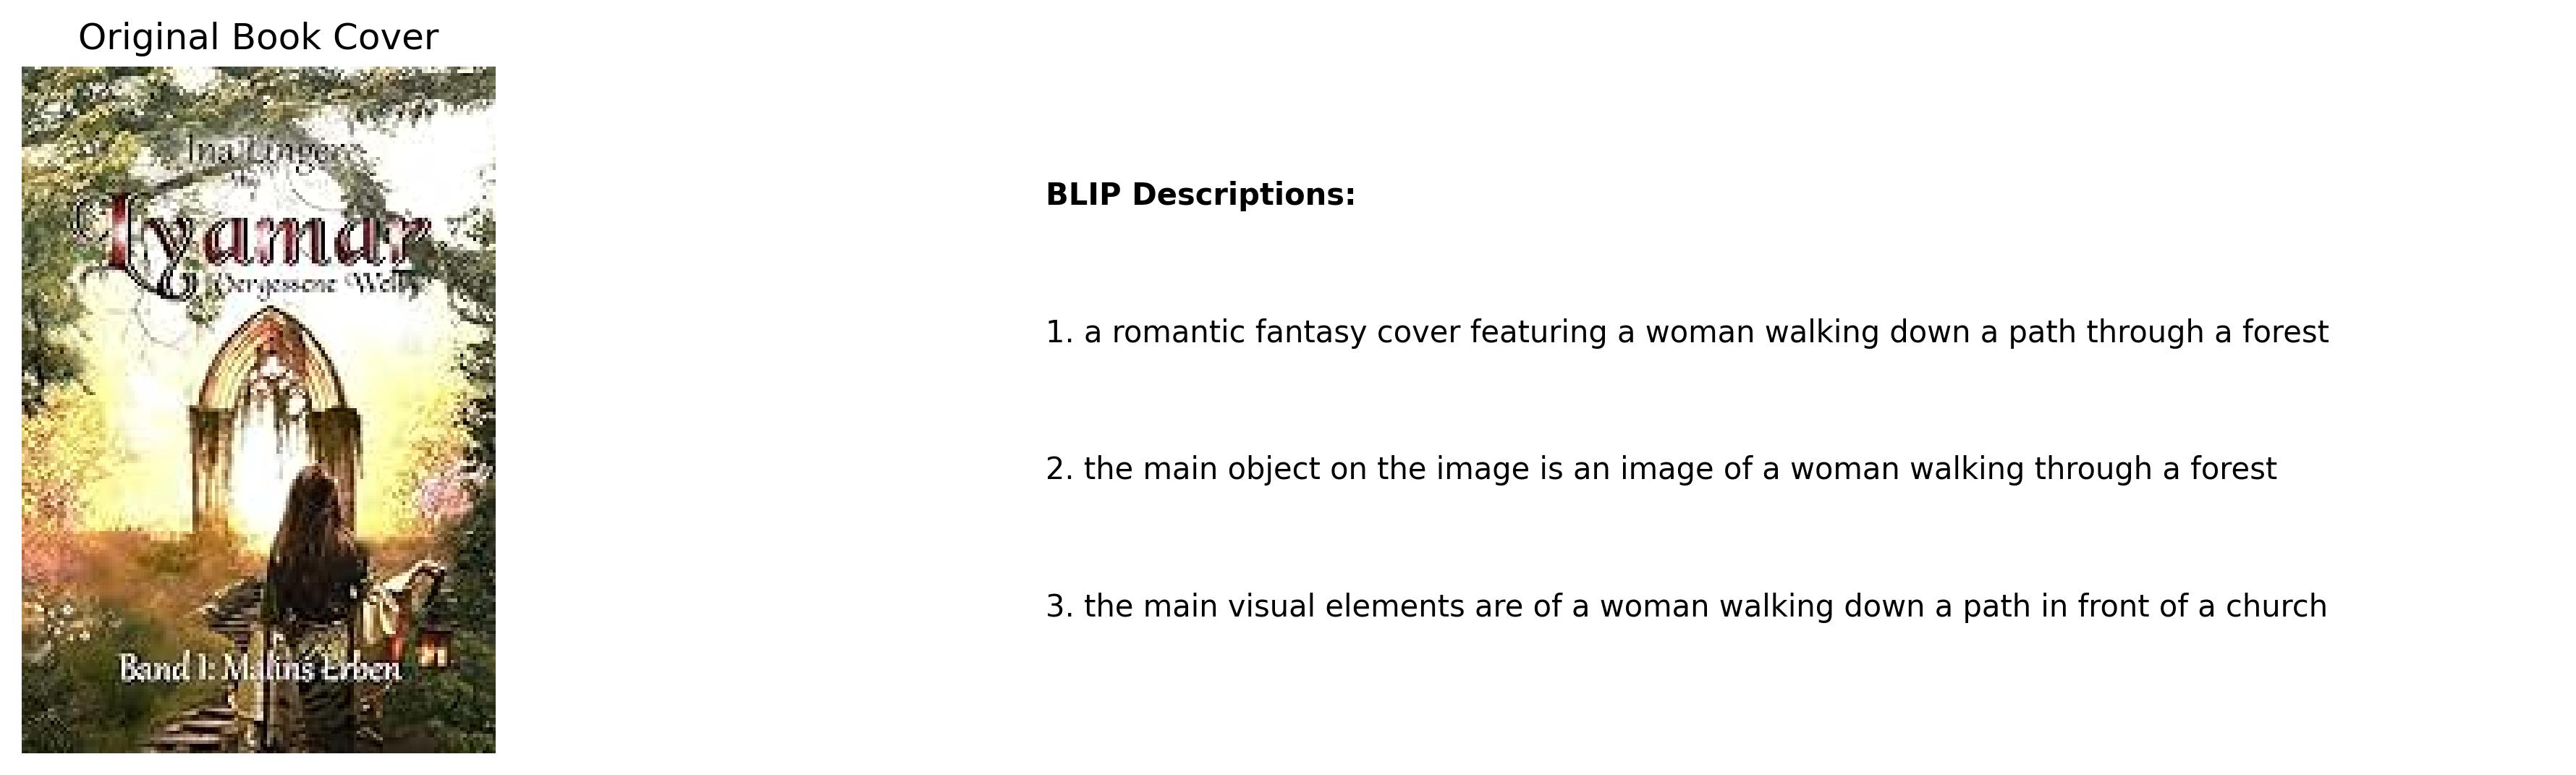 Original Book Cover
Ina Linger
Lyamar
Vergessene Welt
Band 1: Malins Erben
BLIP Descriptions:
1. a romantic fantasy cover featuring a woman walking down a path through a forest
2. the main object on the image is an image of a woman walking through a forest
3. the main visual elements are of a woman walking down a path in front of a church